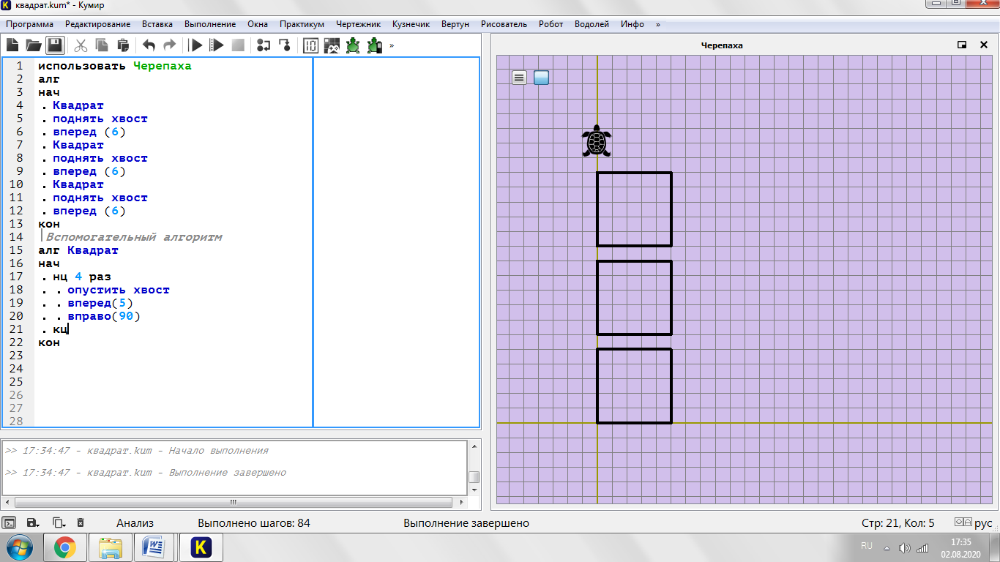 квадрат.kum* - Кумир
Программа Редактирование Вставка Выполнение Окна Практикум Чертежник Кузнечик Вертун Рисователь Робот Водолей Инфо »
»
Черепаха
1 использовать Черепаха
2 алг
3 нач
4 . Квадрат
5 . поднять хвост
6 . вперед (6)
7 . Квадрат
8 . поднять хвост
9 . вперед (6)
10 . Квадрат
11 . поднять хвост
12 . вперед (6)
13 кон
14 |Вспомогательный алгоритм
15 алг Квадрат
16 нач
17 . нц 4 раз
18 . . опустить хвост
19 . . вперед(5)
20 . . вправо(90)
21 . кц
22 кон
23
24
25
26
27
28
>> 17:34:47 - квадрат.kum - Начало выполнения
>> 17:34:47 - квадрат.kum - Выполнение завершено
Анализ Выполнено шагов: 84 Выполнение завершено Стр: 21, Кол: 5 рус
RU 17:35
02.08.2020